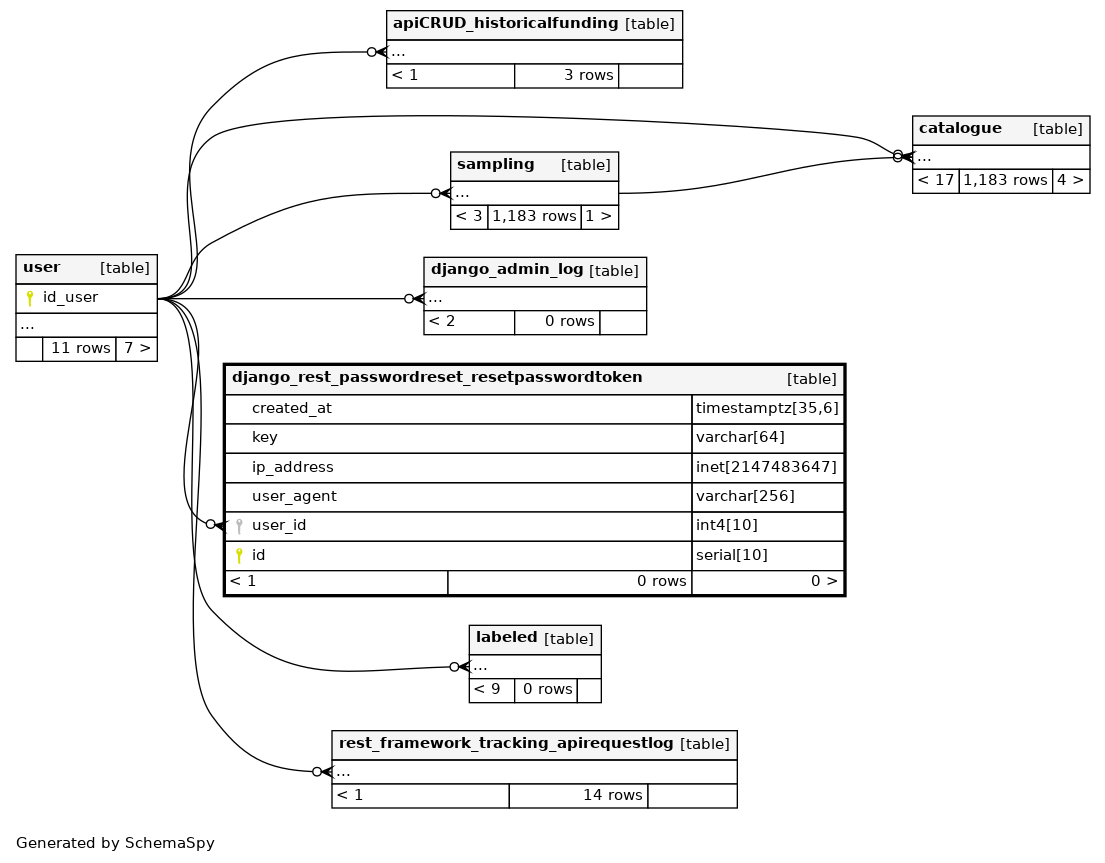 apiCRUD_historicalfunding [table]
...
< 1 3 rows
catalogue [table]
...
< 17 1,183 rows 4 >
sampling [table]
...
< 3 1,183 rows 1 >
user [table]
id_user
...
11 rows 7 >
django_admin_log [table]
...
< 2 0 rows
django_rest_passwordreset_resetpasswordtoken [table]
created_at timestamptz[35,6]
key varchar[64]
ip_address inet[2147483647]
user_agent varchar[256]
user_id int4[10]
id serial[10]
< 1 0 rows 0 >
labeled [table]
...
< 9 0 rows
rest_framework_tracking_apirequestlog [table]
...
< 1 14 rows
Generated by SchemaSpy